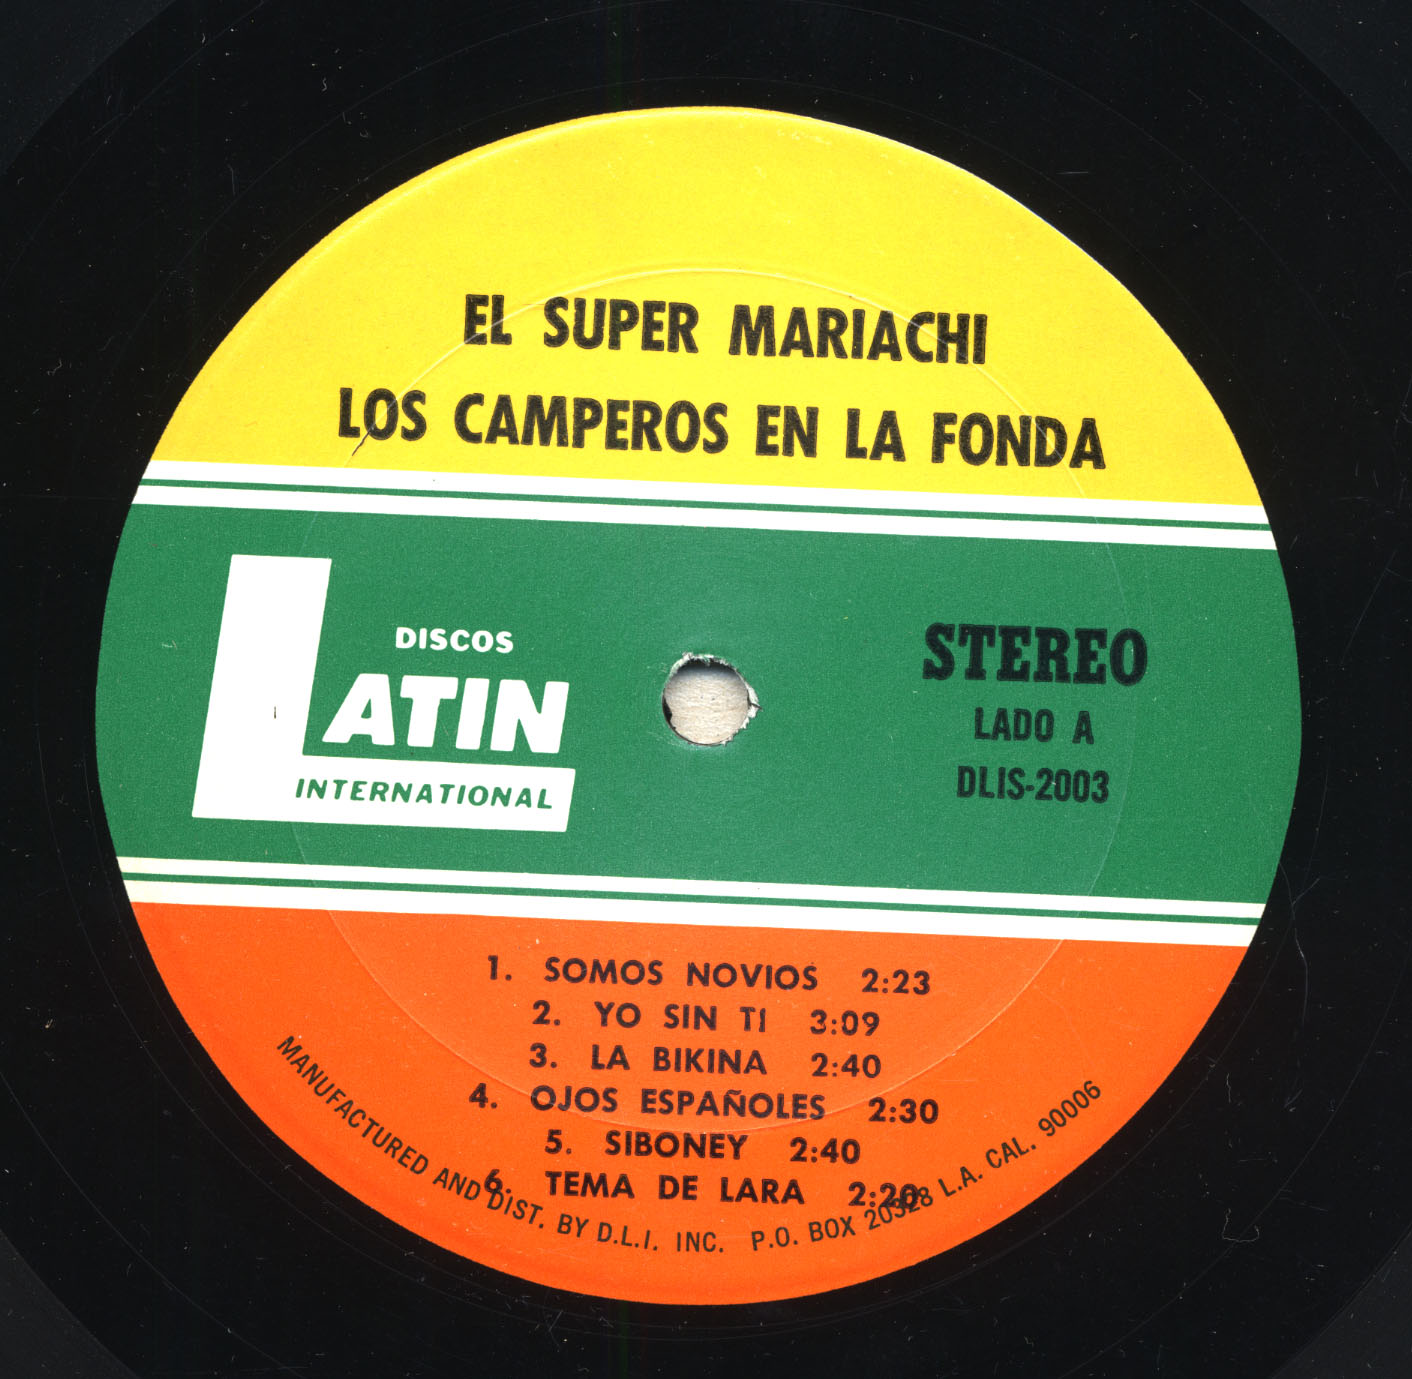 EL SUPER MARIACHI
LOS CAMPEROS EN LA FONDA
DISCOS
LATIN
INTERNATIONAL
STEREO
LADO A
DLIS-2003
1. SOMOS NOVIOS 2:23
2. YO SIN TI 3:09
3. LA BIKINA 2:40
4. OJOS ESPAÑOLES 2:30
5. SIBONEY 2:40
6. TEMA DE LARA 2:20
MANUFACTURED AND DIST. BY D.L.I. INC. P.O. BOX 20328 L.A. CAL. 90006